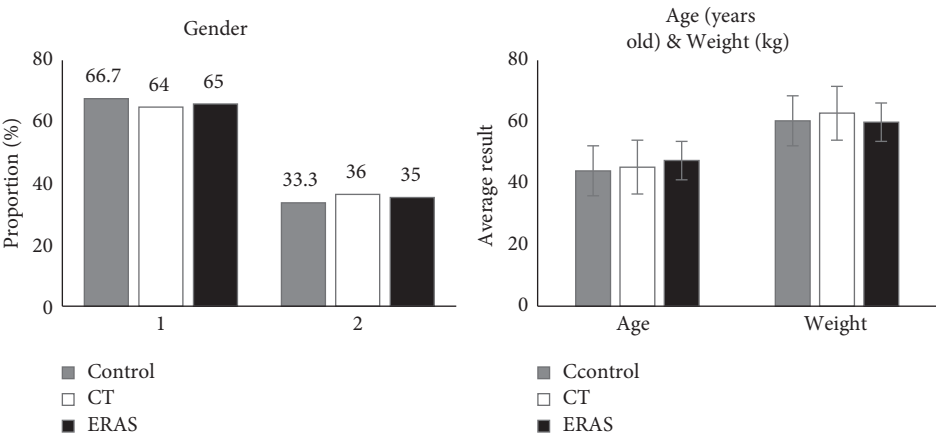 Gender
Proportion (%)
80
60
40
20
0
66.7
64
65
33.3
36
35
1
2
Control
CT
ERAS
Age (years
old) & Weight (kg)
Average result
80
60
40
20
0
Age
Weight
Ccontrol
CT
ERAS